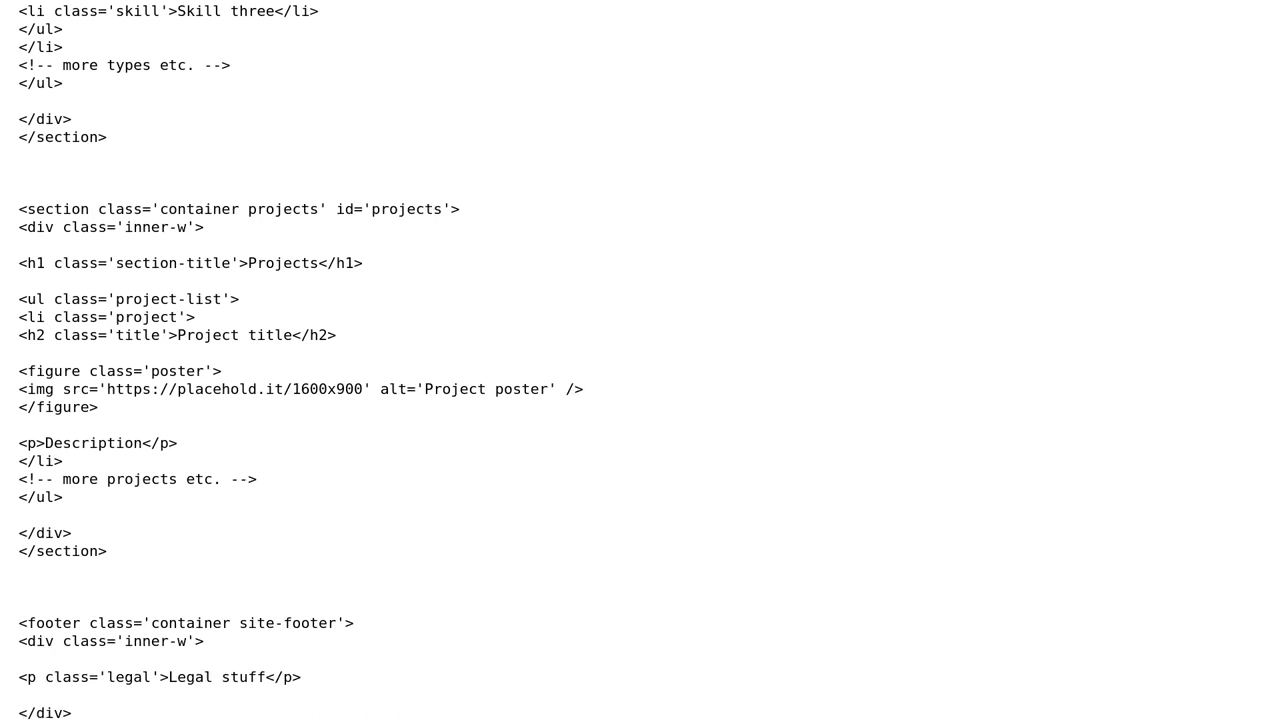 <li class='skill'>Skill three</li>
</ul>
</li>
<!-- more types etc. -->
</ul>
</div>
</section>
<section class='container projects' id='projects'>
<div class='inner-w'>
<h1 class='section-title'>Projects</h1>
<ul class='project-list'>
<li class='project'>
<h2 class='title'>Project title</h2>
<figure class='poster'>
<img src='https://placehold.it/1600x900' alt='Project poster' />
</figure>
<p>Description</p>
</li>
<!-- more projects etc. -->
</ul>
</div>
</section>
<footer class='container site-footer'>
<div class='inner-w'>
<p class='legal'>Legal stuff</p>
</div>